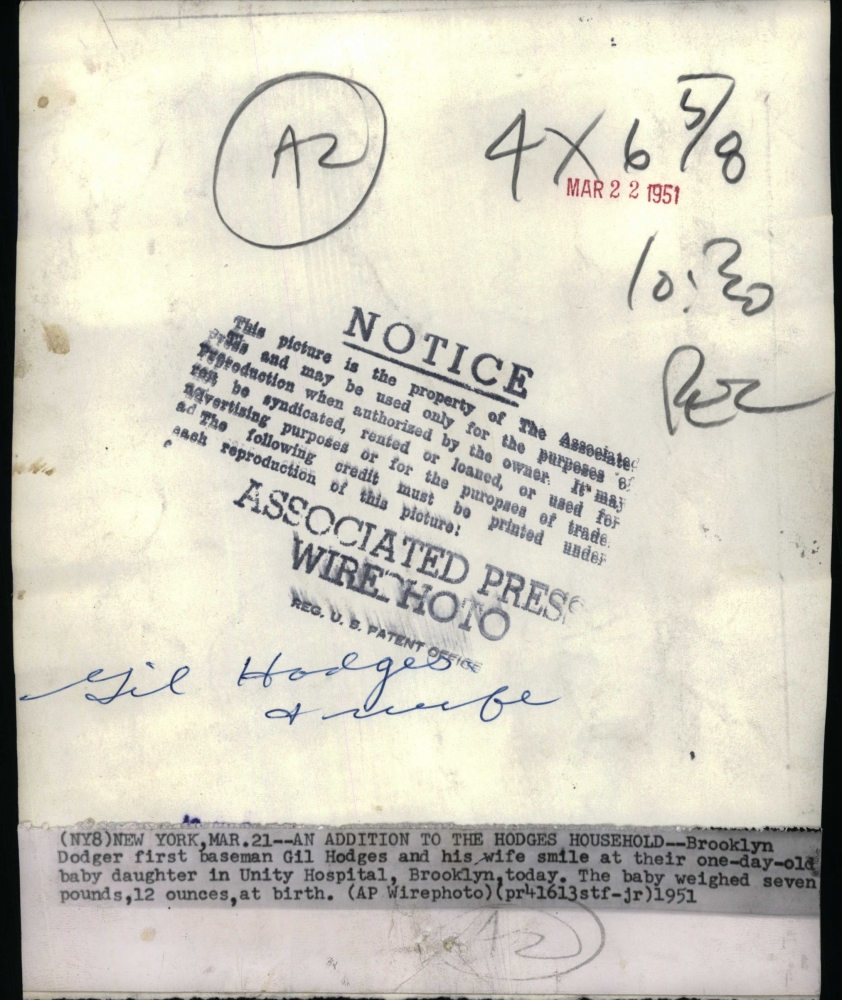 A2
4 X 6 5/8
MAR 22 1951
10:30
NOTICE
This picture is the property of The Associated
Press and may be used only for the purposes of
reproduction when authorized by the owner. It may
not be syndicated, rented or loaned, or used for
advertising purposes or for the puropses of trade.
The following credit must be printed under
each reproduction of this picture:
ASSOCIATED PRESS
WIREPHOTO
REG. U. S. PATENT OFFICE
Gil Hodges
& wife
(NY8)NEW YORK,MAR.21--AN ADDITION TO THE HODGES HOUSEHOLD--Brooklyn
Dodger first baseman Gil Hodges and his wife smile at their one-day-old
baby daughter in Unity Hospital, Brooklyn,today. The baby weighed seven
pounds,12 ounces,at birth. (AP Wirephoto)(pr41613stf-jr)1951
A2